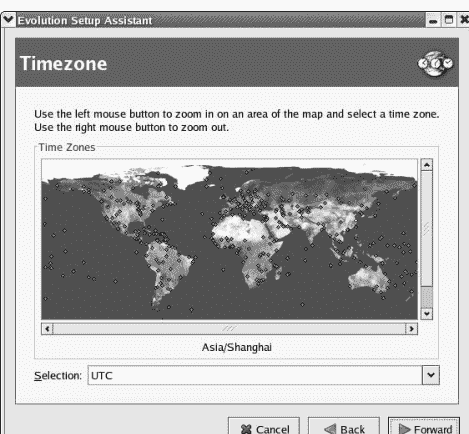 Evolution Setup Assistant
Timezone
Use the left mouse button to zoom in on an area of the map and select a time zone.
Use the right mouse button to zoom out.
Time Zones
Asia/Shanghai
Selection: UTC
Cancel Back Forward